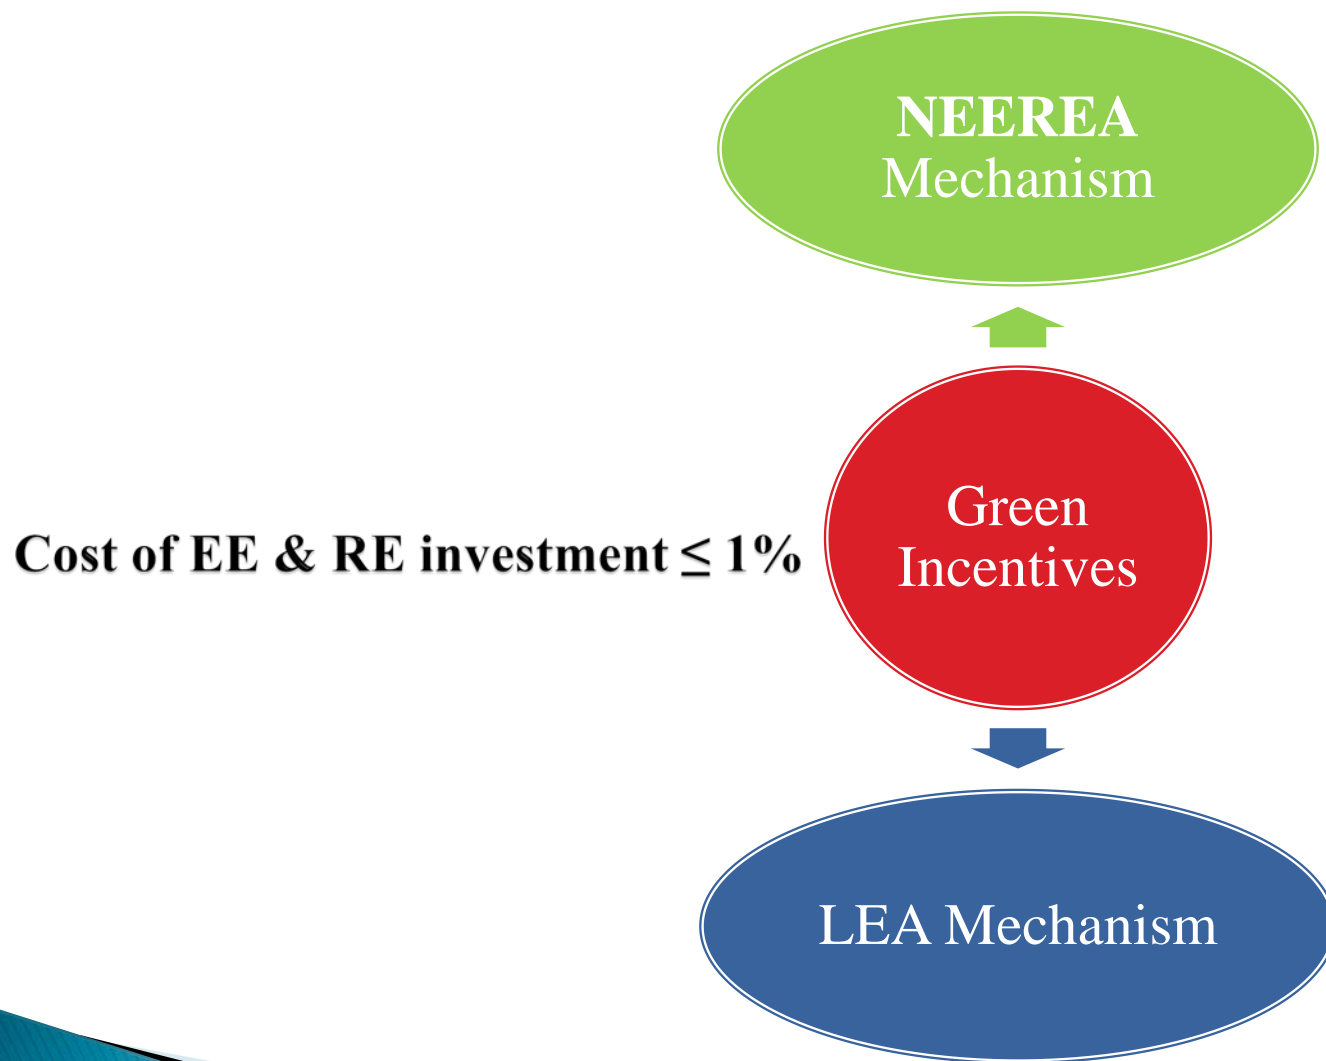 NEEREA
Mechanism
Green
Incentives
Cost of EE & RE investment ≤ 1%
LEA Mechanism